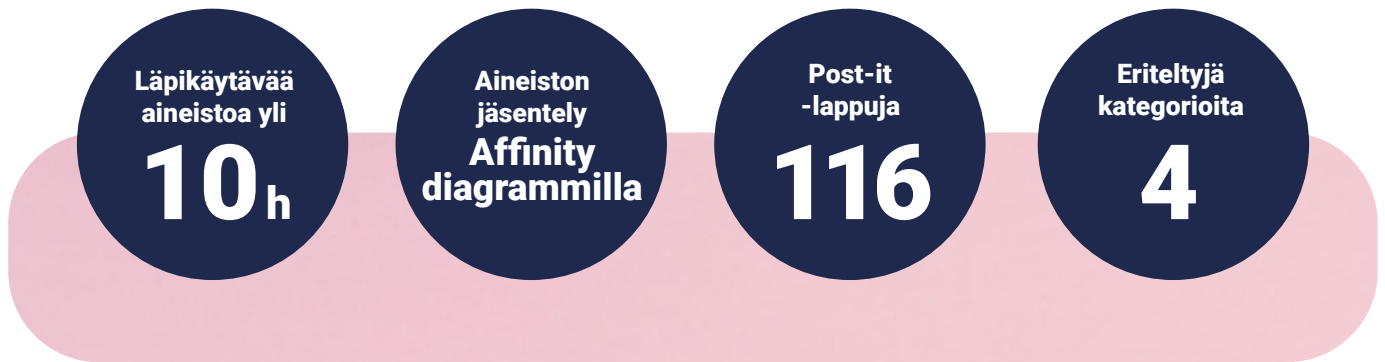 Läpikäytävää
aineistoa yli
10 h
Aineiston
jäsentely
Affinity
diagrammilla
Post-it
-lappuja
116
Eriteltyjä
kategorioita
4